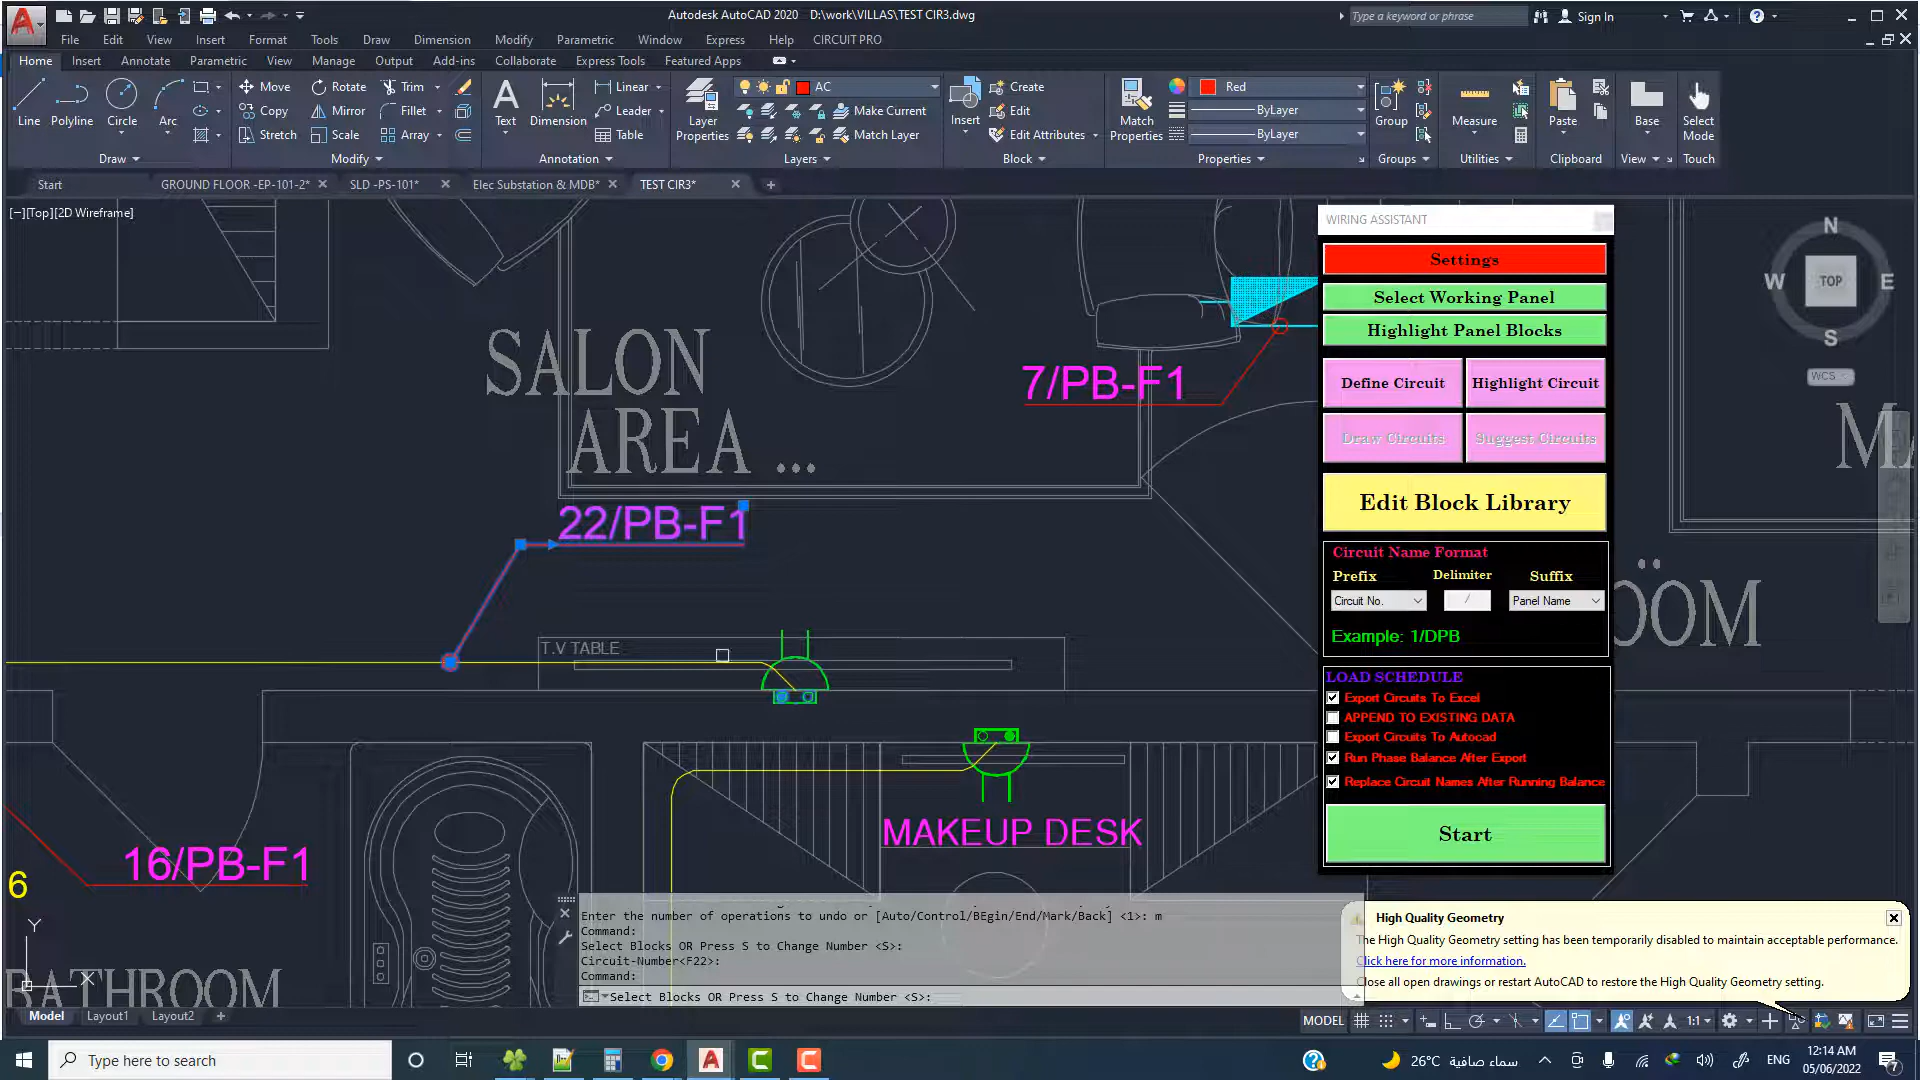 Autodesk AutoCAD 2020 D:\work\VILLAS\TEST CIR3.dwg
Type a keyword or phrase
Sign In
File Edit View Insert Format Tools Draw Dimension Modify Parametric Window Express Help CIRCUIT PRO
Home Insert Annotate Parametric View Manage Output Add-ins Collaborate Express Tools Featured Apps
Line Polyline Circle Arc
Move Rotate Trim
Copy Mirror Fillet
Stretch Scale Array
Text Dimension
Linear
Leader
Table
Layer Properties
AC
Make Current
Match Layer
Insert
Create
Edit
Edit Attributes
Match Properties
Red
ByLayer
ByLayer
Group
Measure
Paste
Base
Select Mode
Draw Modify Annotation Layers Block Properties Groups Utilities Clipboard View Touch
Start GROUND FLOOR -EP-101-2* SLD -PS-101* Elec Substation & MDB* TEST CIR3*
[−][Top][2D Wireframe]
SALON
AREA ...
7/PB-F1
22/PB-F1
T.V TABLE
16/PB-F1
6
MAKEUP DESK
BATHROOM
Y
X
N
W TOP E
S
WCS
WIRING ASSISTANT
Settings
Select Working Panel
Highlight Panel Blocks
Define Circuit Highlight Circuit
Draw Circuits Suggest Circuits
Edit Block Library
Circuit Name Format
Prefix Delimiter Suffix
Circuit No. / Panel Name
Example: 1/DPB
LOAD SCHEDULE
Export Circuits To Excel
APPEND TO EXISTING DATA
Export Circuits To Autocad
Run Phase Balance After Export
Replace Circuit Names After Running Balance
Start
Enter the number of operations to undo or [Auto/Control/BEgin/End/Mark/Back] <1>: m
Command:
Select Blocks OR Press S to Change Number <S>:
Circuit-Number<F22>:
Command:
Select Blocks OR Press S to Change Number <S>:
High Quality Geometry
The High Quality Geometry setting has been temporarily disabled to maintain acceptable performance.
Click here for more information.
Close all open drawings or restart AutoCAD to restore the High Quality Geometry setting.
Model Layout1 Layout2 +
MODEL 1:1
Type here to search
26°C سماء صافية
ENG
12:14 AM
05/06/2022
7